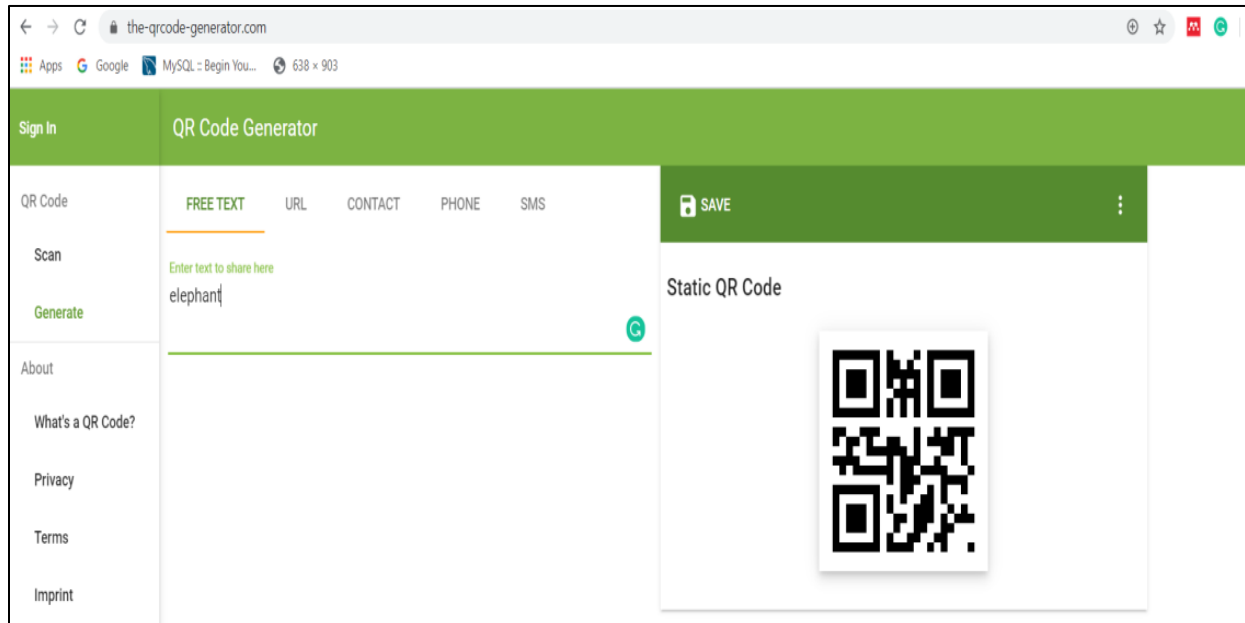 the-qrcode-generator.com
Apps Google MySQL :: Begin You... 638 × 903
Sign In QR Code Generator
QR Code
Scan
Generate
About
What's a QR Code?
Privacy
Terms
Imprint
FREE TEXT URL CONTACT PHONE SMS
Enter text to share here
elephant
G
SAVE
Static QR Code